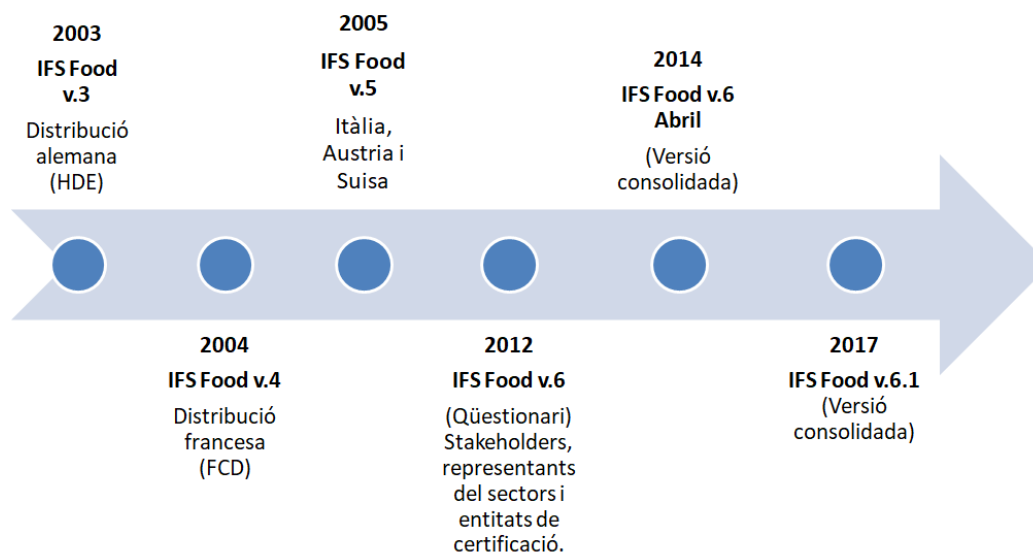 2003
IFS Food
v.3
Distribució
alemana
(HDE)
2004
IFS Food v.4
Distribució
francesa
(FCD)
2005
IFS Food
v.5
Itàlia,
Austria i
Suisa
2012
IFS Food v.6
(Qüestionari)
Stakeholders,
representants
del sectors i
entitats de
certificació.
2014
IFS Food v.6
Abril
(Versió
consolidada)
2017
IFS Food v.6.1
(Versió
consolidada)